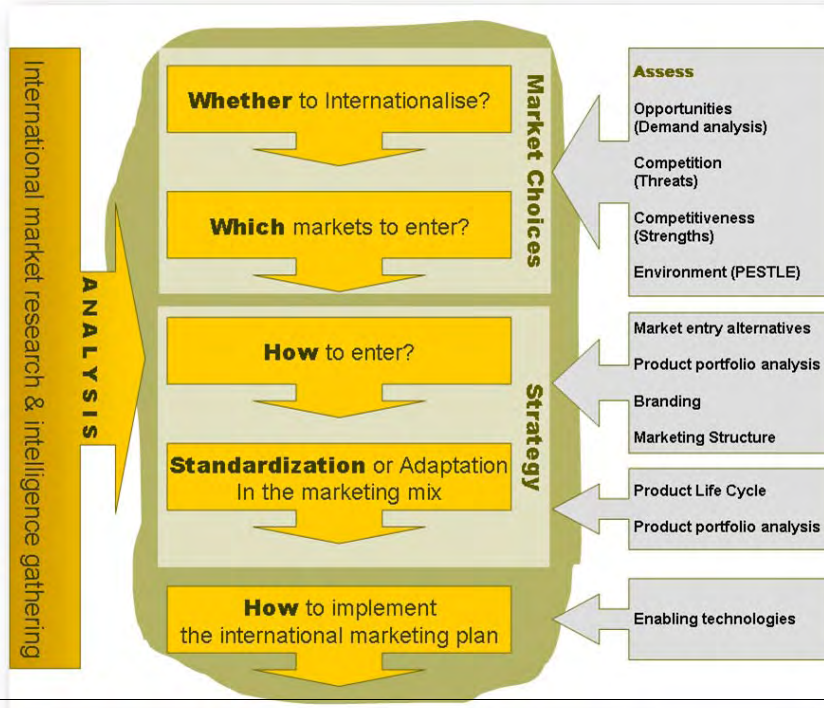 International market research & intelligence gathering
ANALYSIS
Whether to Internationalise?
Which markets to enter?
Market Choices
How to enter?
Standardization or Adaptation
In the marketing mix
Strategy
How to implement
the international marketing plan
Assess
Opportunities
(Demand analysis)
Competition
(Threats)
Competitiveness
(Strengths)
Environment (PESTLE)
Market entry alternatives
Product portfolio analysis
Branding
Marketing Structure
Product Life Cycle
Product portfolio analysis
Enabling technologies